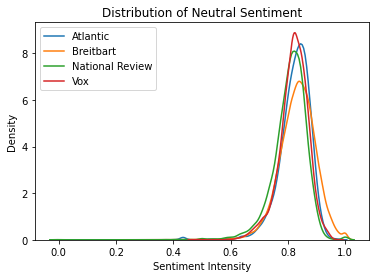 Distribution of Neutral Sentiment
Atlantic
Breitbart
National Review
Vox
Density
8
6
4
2
0
0.0 0.2 0.4 0.6 0.8 1.0
Sentiment Intensity